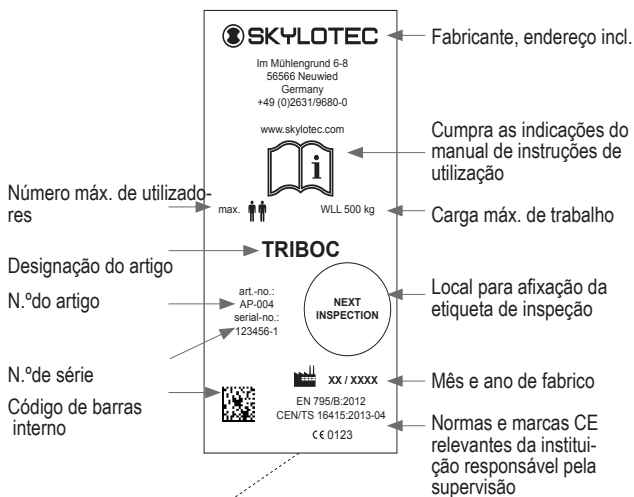 SKYLOTEC
Fabricante, endereço incl.
Im Mühlengrund 6-8
56566 Neuwied
Germany
+49 (0)2631/9680-0
www.skylotec.com
i
Cumpra as indicações do
manual de instruções de
utilização
Número máx. de utilizado-
res
max.
WLL 500 kg
Carga máx. de trabalho
TRIBOC
Designação do artigo
art.-no.:
AP-004
serial-no.:
123456-1
N.ºdo artigo
NEXT
INSPECTION
Local para afixação da
etiqueta de inspeção
N.ºde série
XX / XXXX
Mês e ano de fabrico
Código de barras
interno
EN 795/B:2012
CEN/TS 16415:2013-04
CE 0123
Normas e marcas CE
relevantes da institui-
ção responsável pela
supervisão